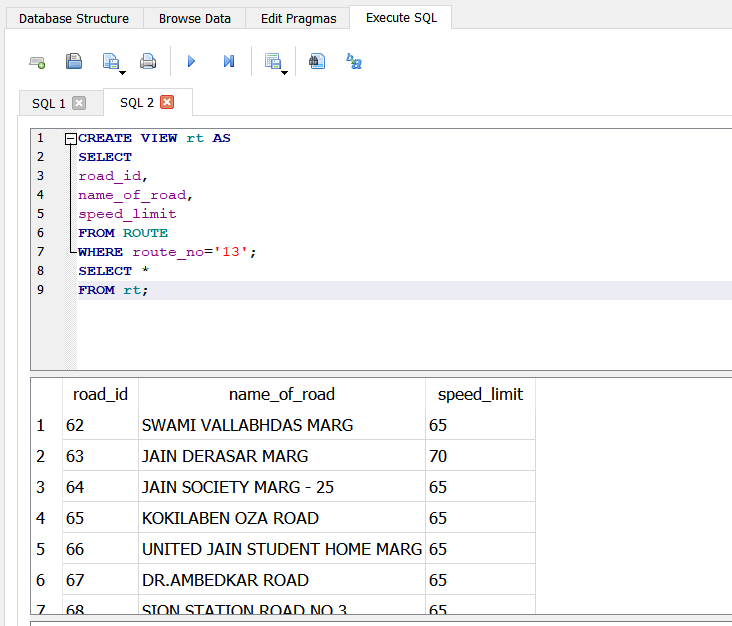 Database Structure Browse Data Edit Pragmas Execute SQL
SQL 1 SQL 2
1 CREATE VIEW rt AS
2 SELECT
3 road_id,
4 name_of_road,
5 speed_limit
6 FROM ROUTE
7 WHERE route_no='13';
8 SELECT *
9 FROM rt;
road_id name_of_road speed_limit
1 62 SWAMI VALLABHDAS MARG 65
2 63 JAIN DERASAR MARG 70
3 64 JAIN SOCIETY MARG - 25 65
4 65 KOKILABEN OZA ROAD 65
5 66 UNITED JAIN STUDENT HOME MARG 65
6 67 DR.AMBEDKAR ROAD 65
7 68 SION STATION ROAD NO 3 65